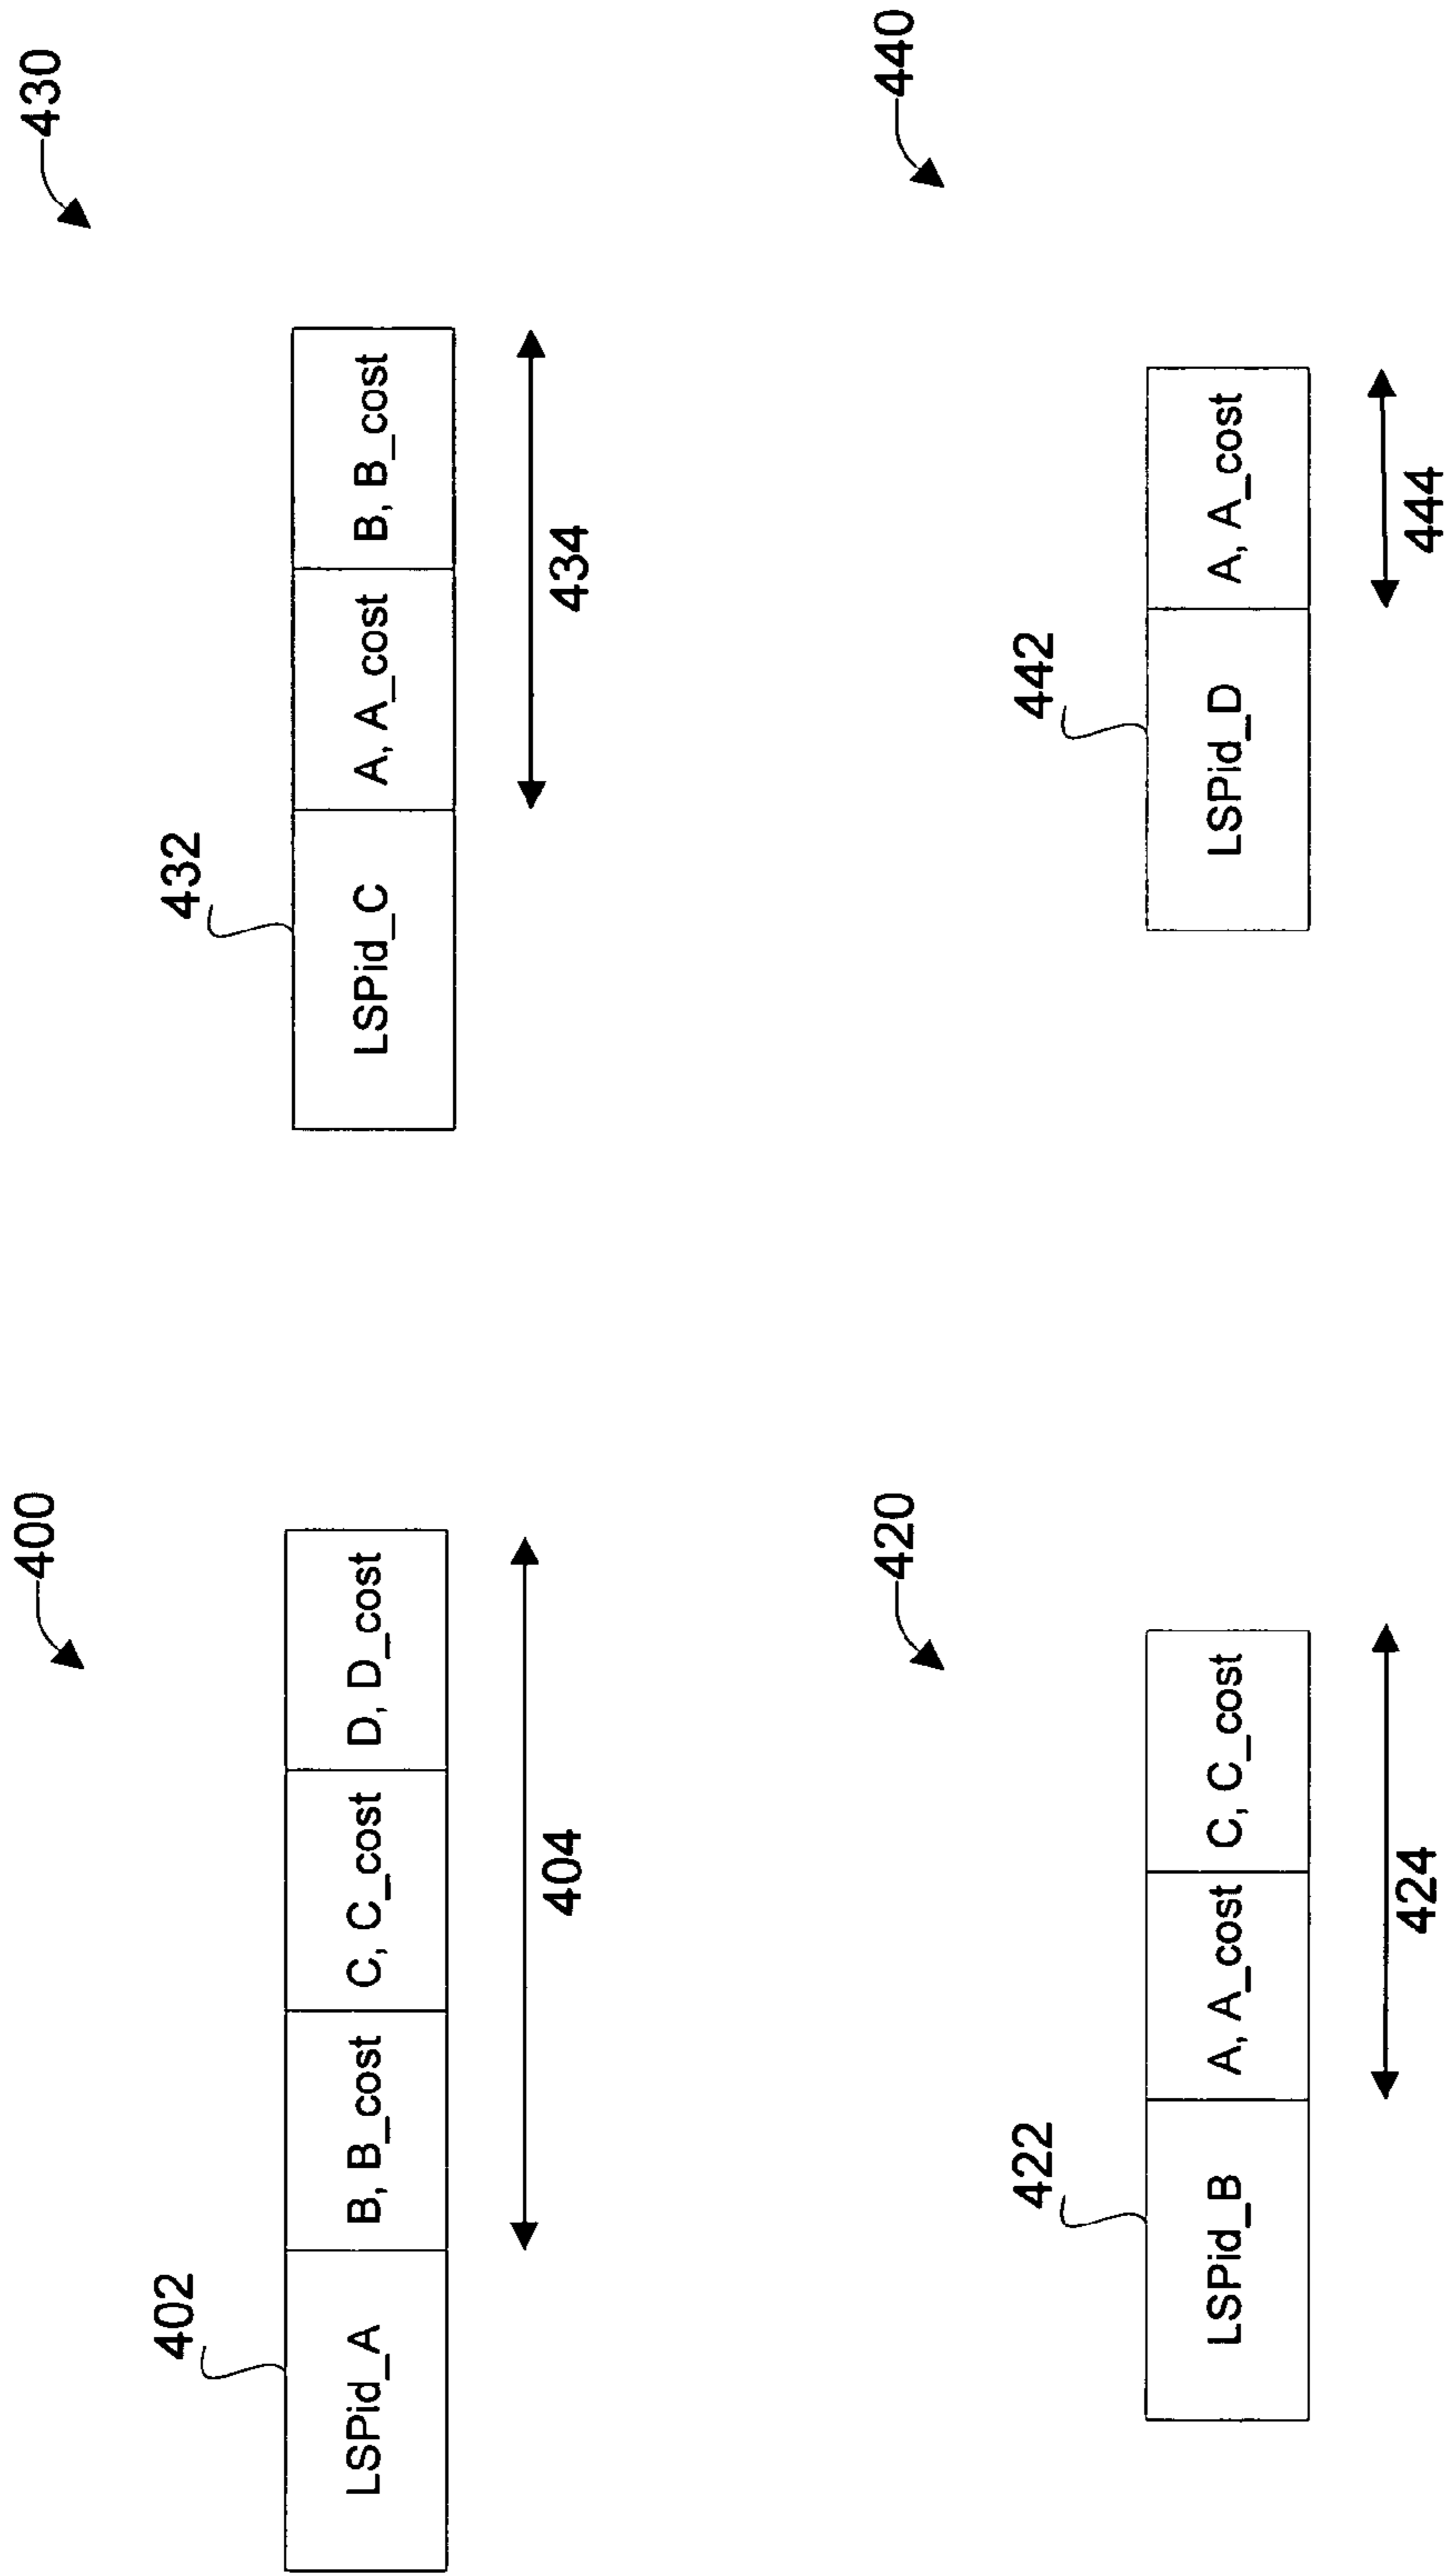 400
402
LSPid_A
B, B_cost
C, C_cost
D, D_cost
404
430
432
LSPid_C
A, A_cost
B, B_cost
434
420
422
LSPid_B
A, A_cost
C, C_cost
424
440
442
LSPid_D
A, A_cost
444